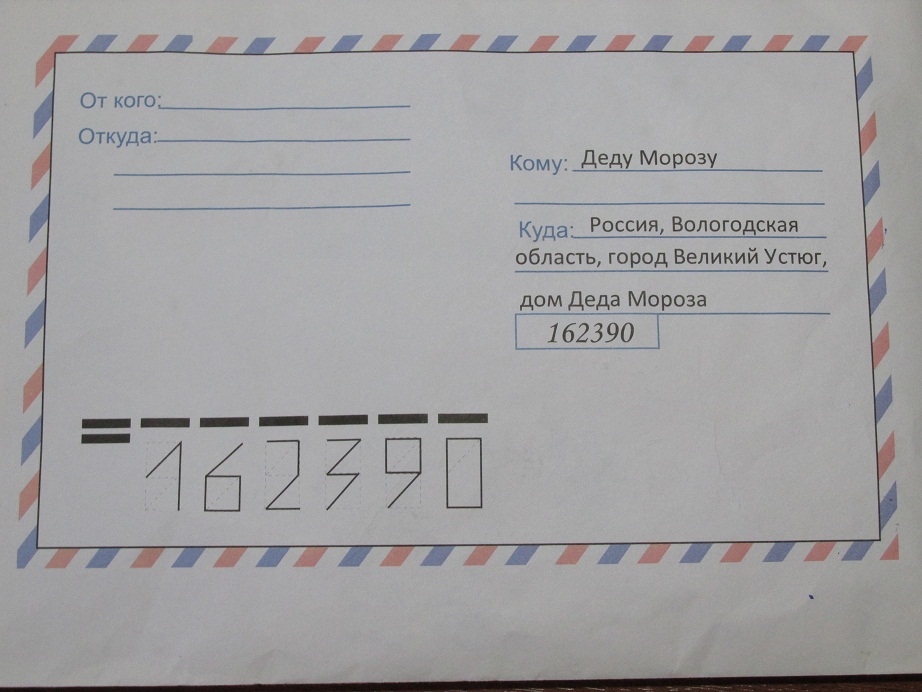 От кого:
Откуда:
Кому: Деду Морозу
Куда: Россия, Вологодская
область, город Великий Устюг,
дом Деда Мороза
162390
162390